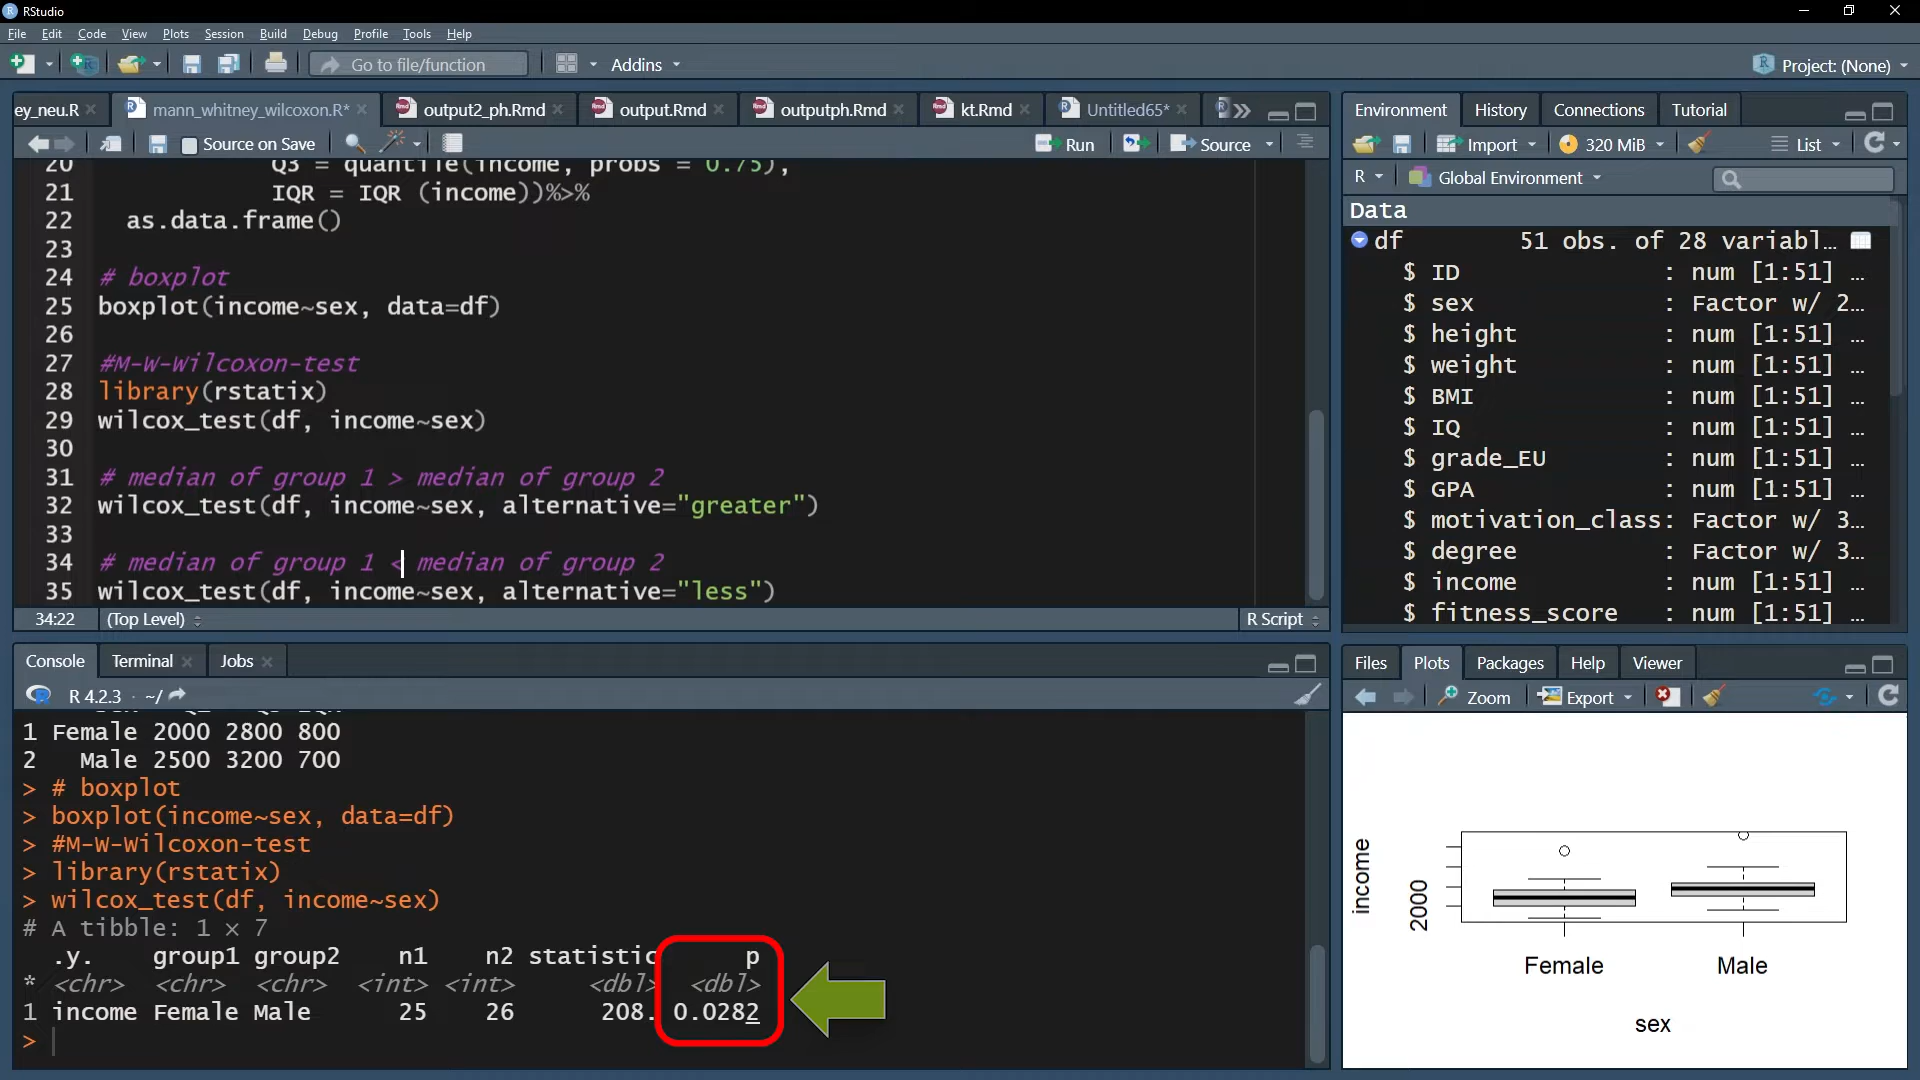 RStudio
File Edit Code View Plots Session Build Debug Profile Tools Help
Go to file/function Addins Project: (None)
ey_neu.R mann_whitney_wilcoxon.R* output2_ph.Rmd output.Rmd outputph.Rmd kt.Rmd Untitled65*
Source on Save Run Source
20 Q3 = quantile(income, probs = 0.75),
21 IQR = IQR (income))%>%
22 as.data.frame()
23
24 # boxplot
25 boxplot(income~sex, data=df)
26
27 #M-W-Wilcoxon-test
28 library(rstatix)
29 wilcox_test(df, income~sex)
30
31 # median of group 1 > median of group 2
32 wilcox_test(df, income~sex, alternative="greater")
33
34 # median of group 1 < median of group 2
35 wilcox_test(df, income~sex, alternative="less")
34:22 (Top Level) R Script
Console Terminal Jobs
R 4.2.3 · ~/
1 Female 2000 2800 800
2 Male 2500 3200 700
> # boxplot
> boxplot(income~sex, data=df)
> #M-W-Wilcoxon-test
> library(rstatix)
> wilcox_test(df, income~sex)
# A tibble: 1 × 7
.y. group1 group2 n1 n2 statistic p
* <chr> <chr> <chr> <int> <int> <dbl> <dbl>
1 income Female Male 25 26 208. 0.0282
>
Environment History Connections Tutorial
Import 320 MiB List
R Global Environment
Data
df 51 obs. of 28 variabl…
$ ID : num [1:51] …
$ sex : Factor w/ 2…
$ height : num [1:51] …
$ weight : num [1:51] …
$ BMI : num [1:51] …
$ IQ : num [1:51] …
$ grade_EU : num [1:51] …
$ GPA : num [1:51] …
$ motivation_class: Factor w/ 3…
$ degree : Factor w/ 3…
$ income : num [1:51] …
$ fitness_score : num [1:51] …
Files Plots Packages Help Viewer
Zoom Export
income
2000
Female Male
sex